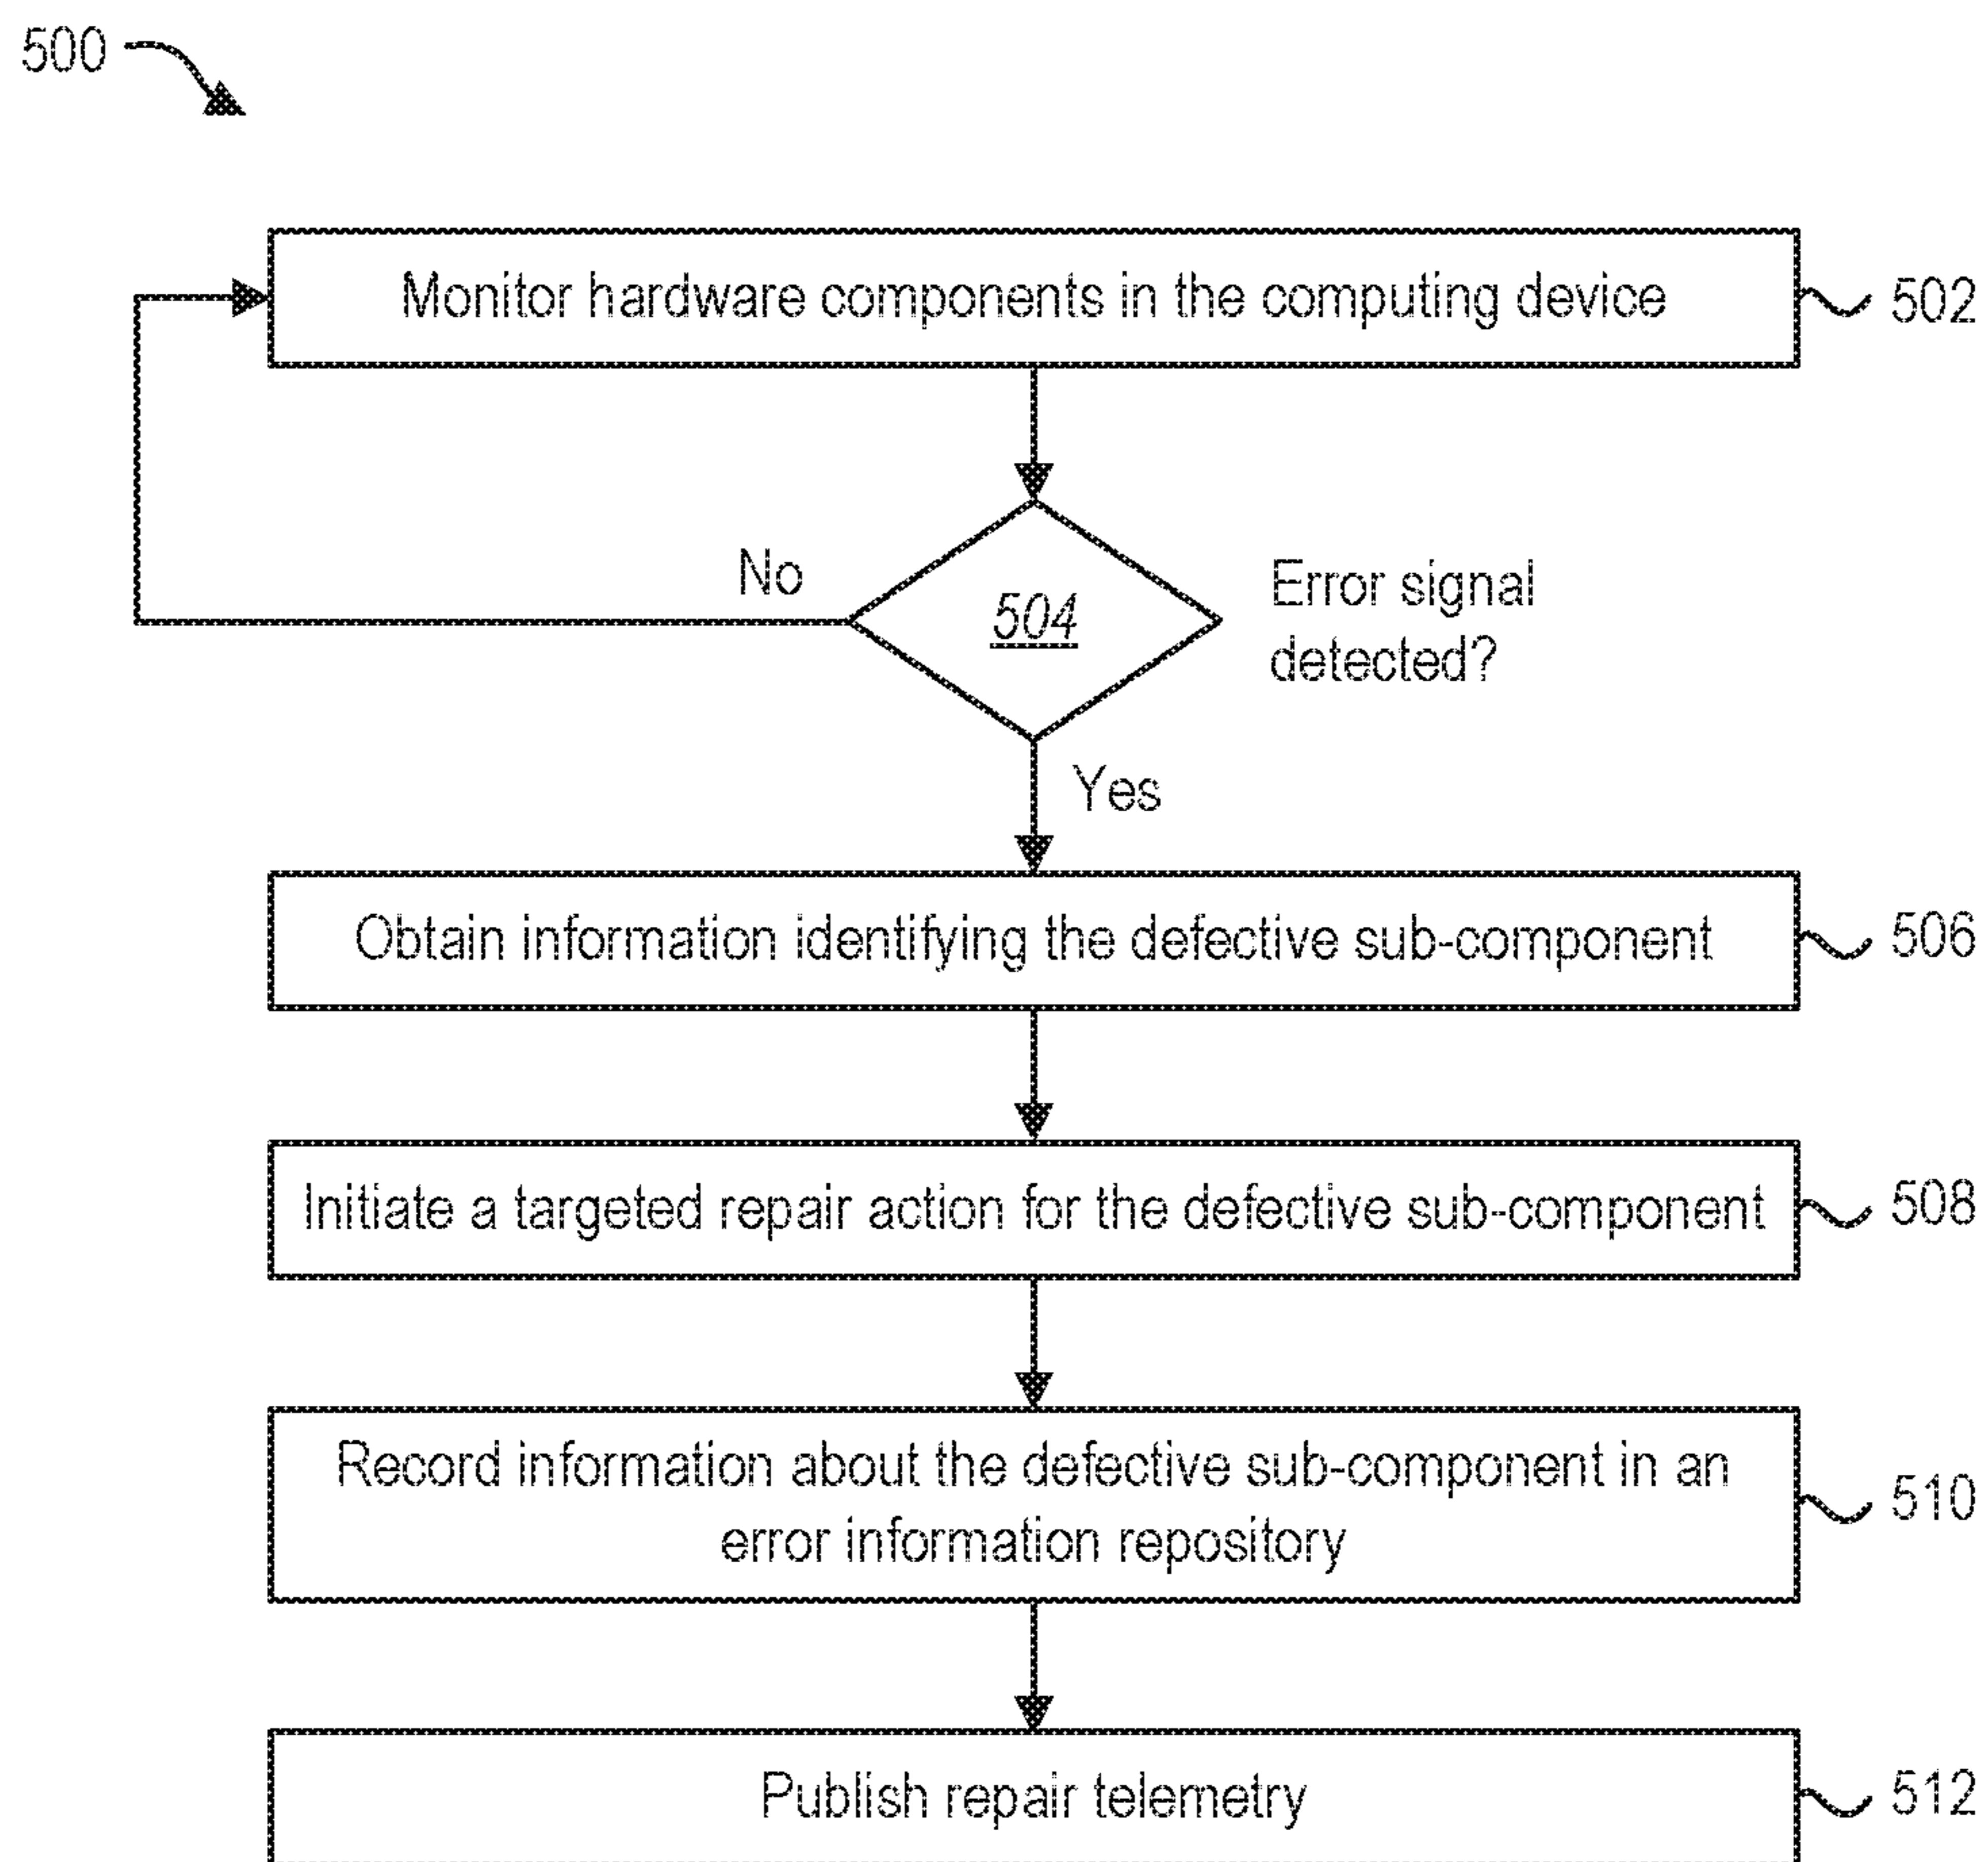 500
Monitor hardware components in the computing device
502
No
504
Error signal
detected?
Yes
Obtain information identifying the defective sub-component
506
Initiate a targeted repair action for the defective sub-component
508
Record information about the defective sub-component in an
error information repository
510
Publish repair telemetry
512